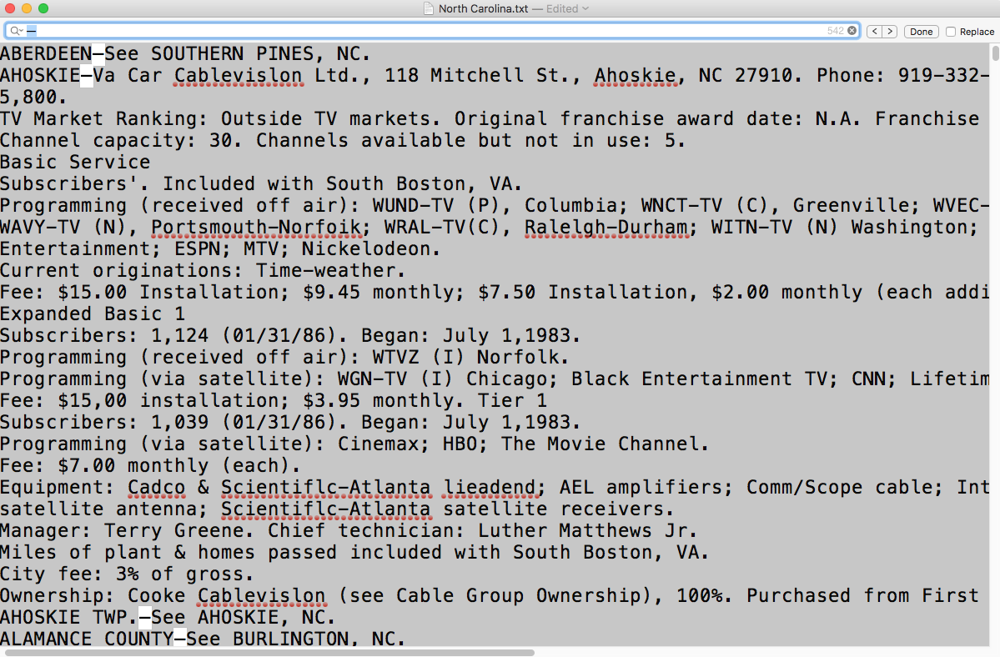 North Carolina.txt — Edited
— 542 Done Replace
ABERDEEN—See SOUTHERN PINES, NC.
AHOSKIE—Va Car Cablevislon Ltd., 118 Mitchell St., Ahoskie, NC 27910. Phone: 919-332-
5,800.
TV Market Ranking: Outside TV markets. Original franchise award date: N.A. Franchise
Channel capacity: 30. Channels available but not in use: 5.
Basic Service
Subscribers'. Included with South Boston, VA.
Programming (received off air): WUND-TV (P), Columbia; WNCT-TV (C), Greenville; WVEC-
WAVY-TV (N), Portsmouth-Norfoik; WRAL-TV(C), Ralelgh-Durham; WITN-TV (N) Washington;
Entertainment; ESPN; MTV; Nickelodeon.
Current originations: Time-weather.
Fee: $15.00 Installation; $9.45 monthly; $7.50 Installation, $2.00 monthly (each addi
Expanded Basic 1
Subscribers: 1,124 (01/31/86). Began: July 1,1983.
Programming (received off air): WTVZ (I) Norfolk.
Programming (via satellite): WGN-TV (I) Chicago; Black Entertainment TV; CNN; Lifetim
Fee: $15,00 installation; $3.95 monthly. Tier 1
Subscribers: 1,039 (01/31/86). Began: July 1,1983.
Programming (via satellite): Cinemax; HBO; The Movie Channel.
Fee: $7.00 monthly (each).
Equipment: Cadco & Scientiflc-Atlanta lieadend; AEL amplifiers; Comm/Scope cable; Int
satellite antenna; Scientiflc-Atlanta satellite receivers.
Manager: Terry Greene. Chief technician: Luther Matthews Jr.
Miles of plant & homes passed included with South Boston, VA.
City fee: 3% of gross.
Ownership: Cooke Cablevislon (see Cable Group Ownership), 100%. Purchased from First
AHOSKIE TWP.—See AHOSKIE, NC.
ALAMANCE COUNTY—See BURLINGTON, NC.